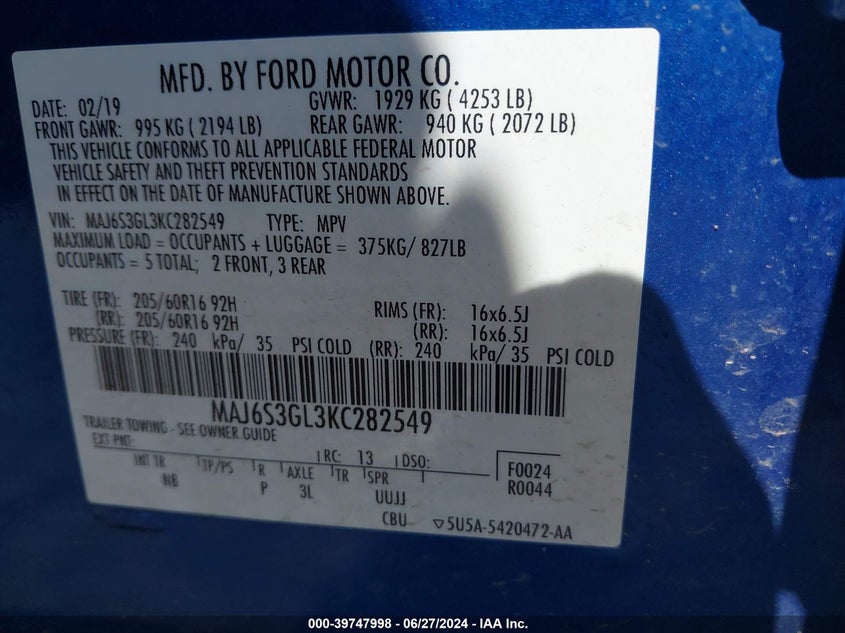 MFD. BY FORD MOTOR CO.
DATE: 02/19 GVWR: 1929 KG ( 4253 LB)
FRONT GAWR: 995 KG ( 2194 LB) REAR GAWR: 940 KG ( 2072 LB)
THIS VEHICLE CONFORMS TO ALL APPLICABLE FEDERAL MOTOR
VEHICLE SAFETY AND THEFT PREVENTION STANDARDS
IN EFFECT ON THE DATE OF MANUFACTURE SHOWN ABOVE.
VIN: MAJ6S3GL3KC282549 TYPE: MPV
MAXIMUM LOAD = OCCUPANTS + LUGGAGE = 375KG/ 827LB
OCCUPANTS = 5 TOTAL; 2 FRONT, 3 REAR
TIRE (FR): 205/60R16 92H RIMS (FR): 16x6.5J
(RR): 205/60R16 92H (RR): 16x6.5J
PRESSURE (FR): 240 kPa/ 35 PSI COLD (RR): 240 kPa/ 35 PSI COLD
MAJ6S3GL3KC282549
TRAILER TOWING - SEE OWNER GUIDE
EXT PNT: RC: 13 DSO: F0024
INT TR TP/PS R AXLE TR SPR R0044
NB P 3L UUJJ
CBU ▽5U5A-5420472-AA
000-39747998 - 06/27/2024 - IAA Inc.